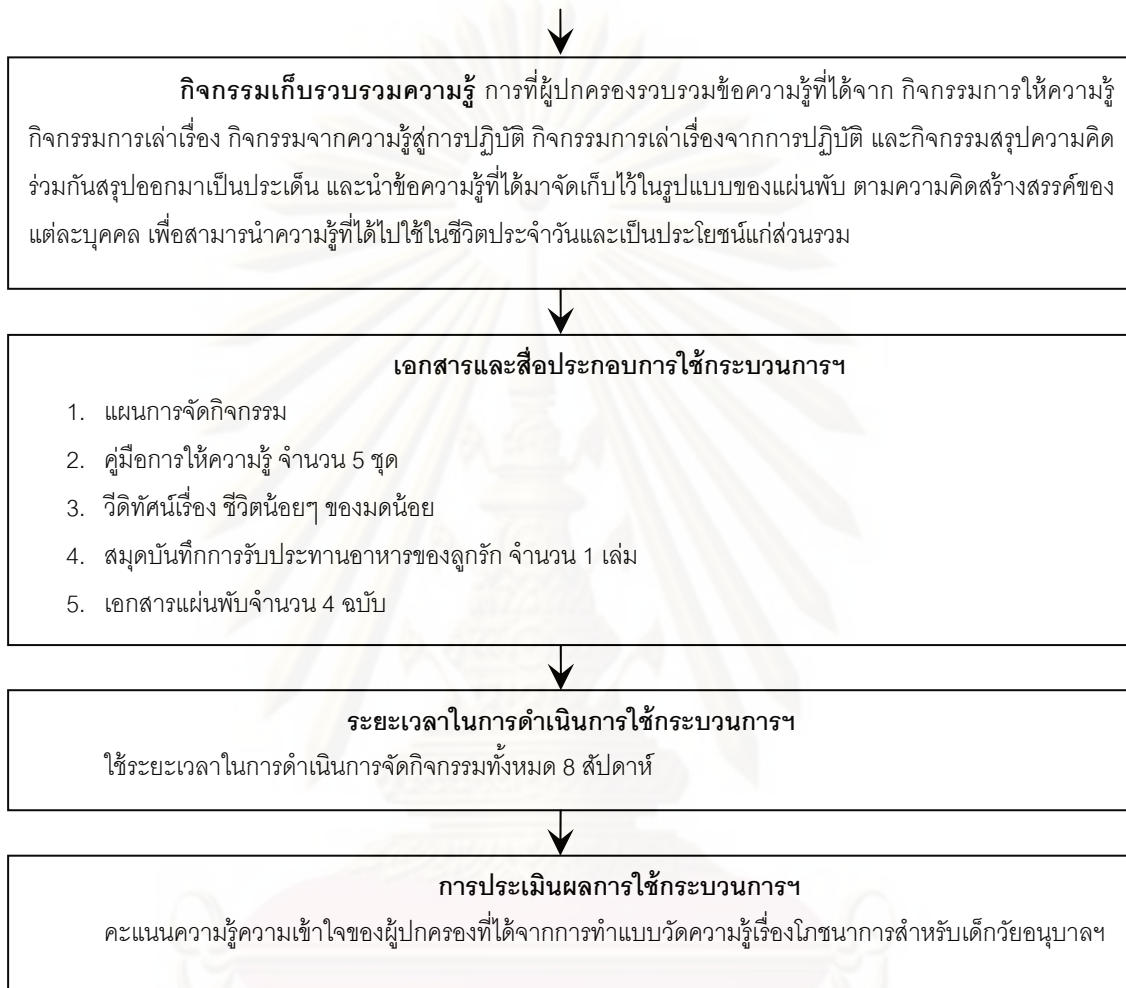 กิจกรรมเก็บรวบรวมความรู้ การที่ผู้ปกครองรวบรวมข้อความรู้ที่ได้จาก กิจกรรมการให้ความรู้
กิจกรรมการเล่าเรื่อง กิจกรรมจากความรู้สู่การปฏิบัติ กิจกรรมการเล่าเรื่องจากการปฏิบัติ และกิจกรรมสรุปความคิด
ร่วมกันสรุปออกมาเป็นประเด็น และนำข้อความรู้ที่ได้มาจัดเก็บไว้ในรูปแบบของแผ่นพับ ตามความคิดสร้างสรรค์ของ
แต่ละบุคคล เพื่อสามารนำความรู้ที่ได้ไปใช้ในชีวิตประจำวันและเป็นประโยชน์แก่ส่วนรวม
เอกสารและสื่อประกอบการใช้กระบวนการฯ
1. แผนการจัดกิจกรรม
2. คู่มือการให้ความรู้ จำนวน 5 ชุด
3. วีดิทัศน์เรื่อง ชีวิตน้อยๆ ของมดน้อย
4. สมุดบันทึกการรับประทานอาหารของลูกรัก จำนวน 1 เล่ม
5. เอกสารแผ่นพับจำนวน 4 ฉบับ
ระยะเวลาในการดำเนินการใช้กระบวนการฯ
ใช้ระยะเวลาในการดำเนินการจัดกิจกรรมทั้งหมด 8 สัปดาห์
การประเมินผลการใช้กระบวนการฯ
คะแนนความรู้ความเข้าใจของผู้ปกครองที่ได้จากการทำแบบวัดความรู้เรื่องโภชนาการสำหรับเด็กวัยอนุบาลฯ